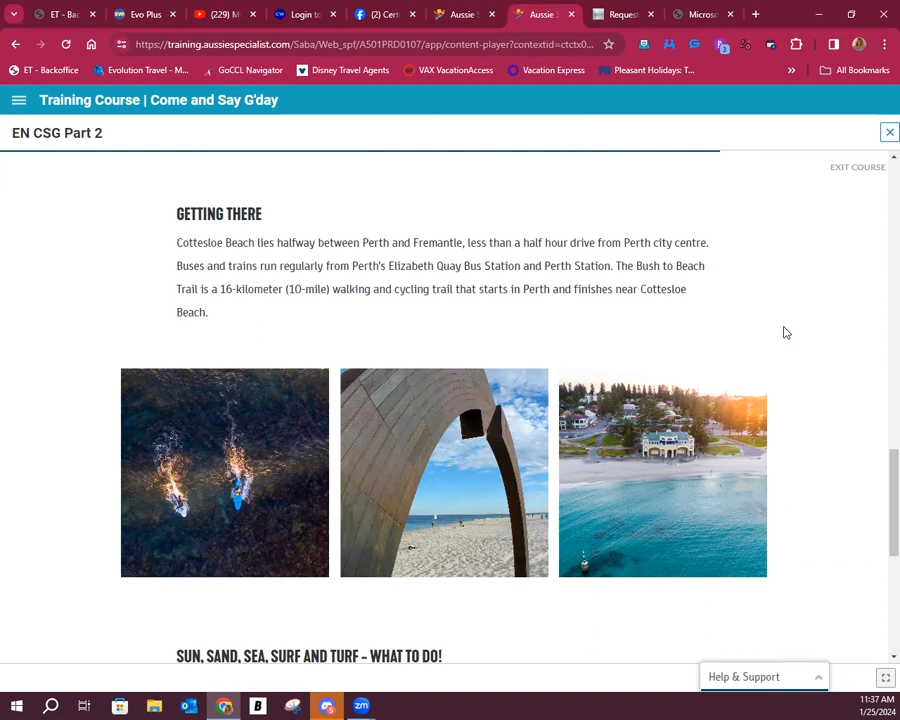 ET - Bac
Evo Plus
(229) M
Login to
(2) Cert
Aussie S
Aussie S
Request
Microso
https://training.aussiespecialist.com/Saba/Web_spf/A501PRD0107/app/content-player?contextid=ctctx0...
3
ET - Backoffice
Evolution Travel - M...
GoCCL Navigator
Disney Travel Agents
VAX VacationAccess
Vacation Express
Pleasant Holidays: T...
»
All Bookmarks
Training Course | Come and Say G'day
EN CSG Part 2
EXIT COURSE
GETTING THERE
Cottesloe Beach lies halfway between Perth and Fremantle, less than a half hour drive from Perth city centre.
Buses and trains run regularly from Perth's Elizabeth Quay Bus Station and Perth Station. The Bush to Beach
Trail is a 16-kilometer (10-mile) walking and cycling trail that starts in Perth and finishes near Cottesloe
Beach.
SUN, SAND, SEA, SURF AND TURF – WHAT TO DO!
Help & Support
11:37 AM
1/25/2024